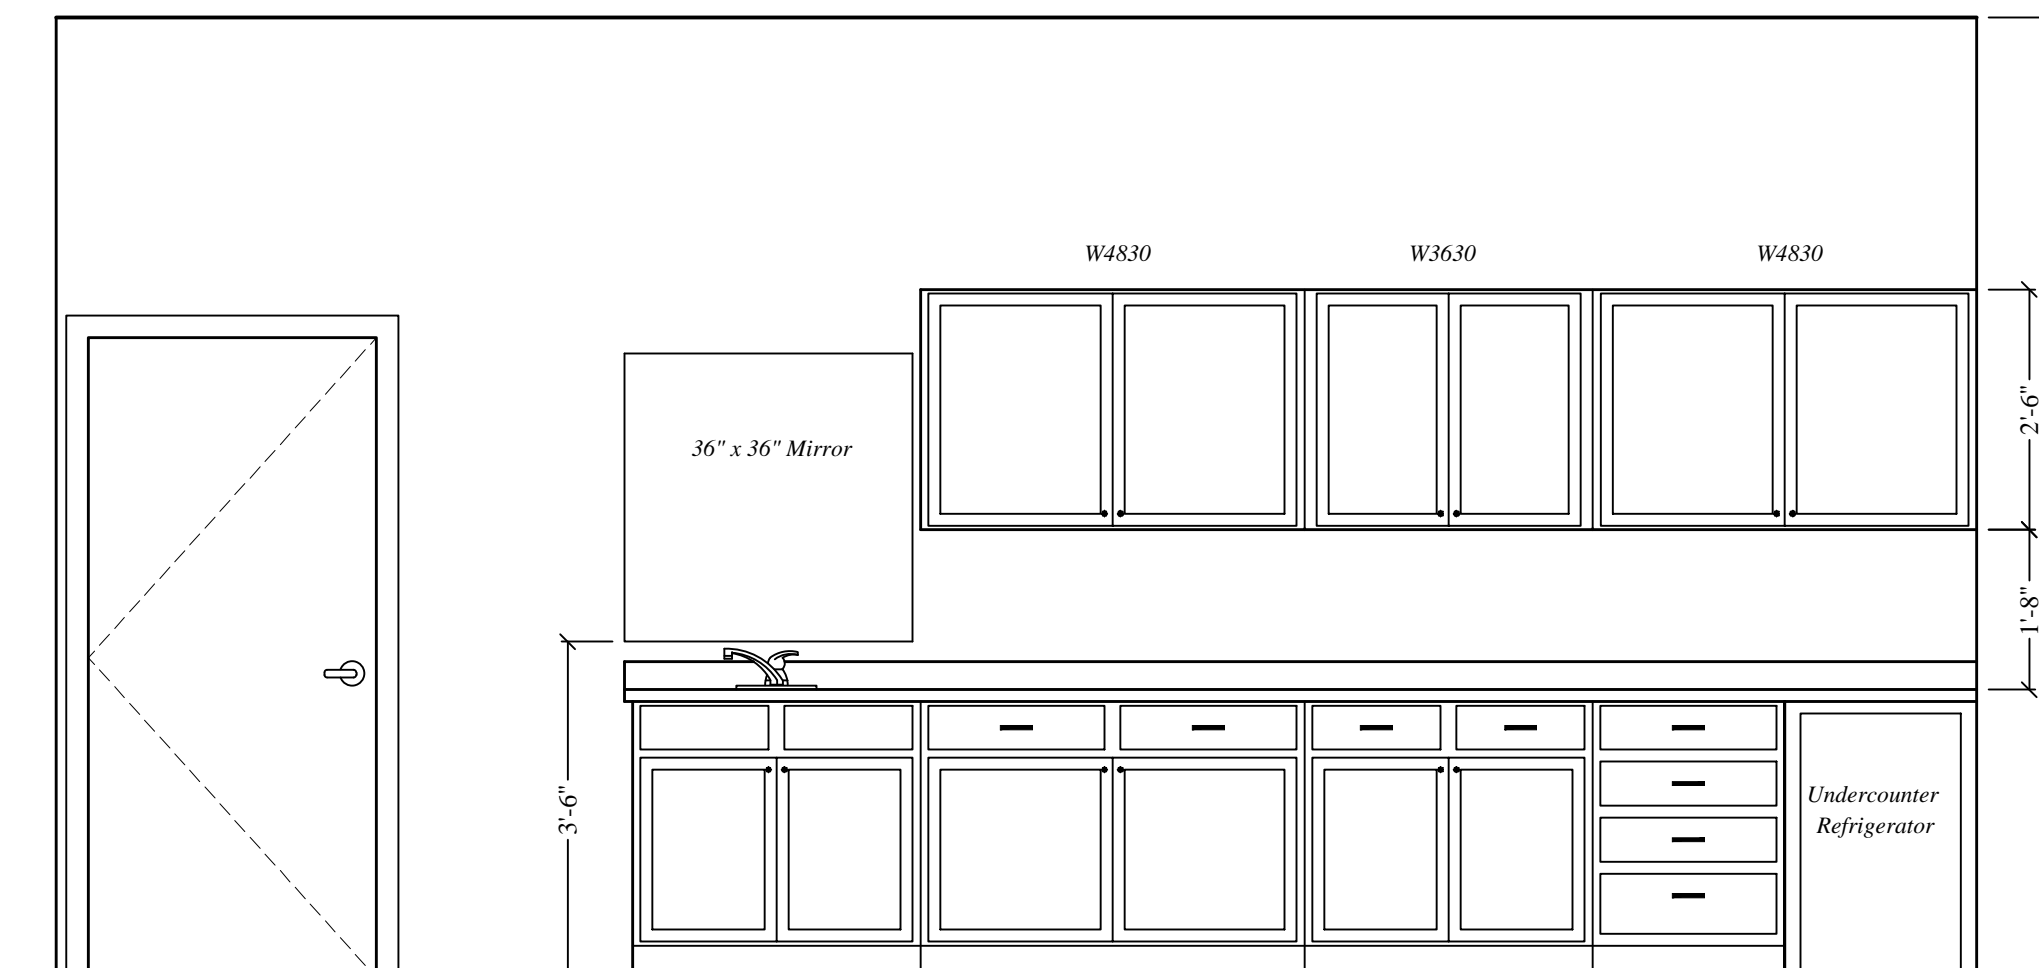 W4830
W3630
W4830
36" x 36" Mirror
2'-6"
1'-8"
3'-6"
Undercounter
Refrigerator